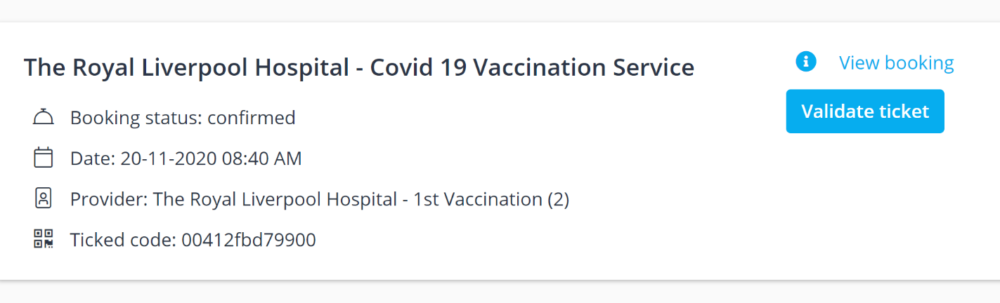 The Royal Liverpool Hospital - Covid 19 Vaccination Service
View booking
Validate ticket
Booking status: confirmed
Date: 20-11-2020 08:40 AM
Provider: The Royal Liverpool Hospital - 1st Vaccination (2)
Ticked code: 00412fbd79900